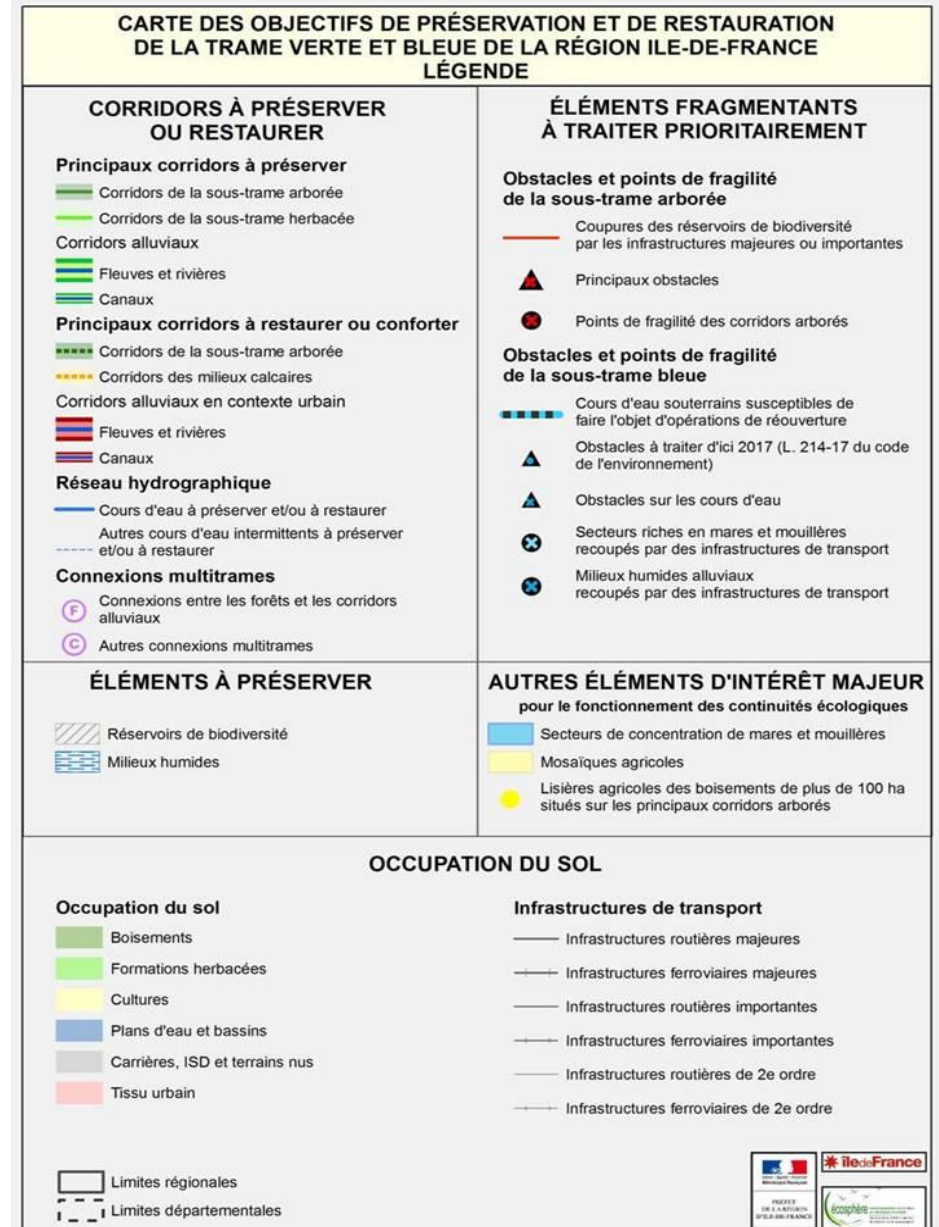 CARTE DES OBJECTIFS DE PRÉSERVATION ET DE RESTAURATION
DE LA TRAME VERTE ET BLEUE DE LA RÉGION ILE-DE-FRANCE
LÉGENDE
CORRIDORS À PRÉSERVER
OU RESTAURER
Principaux corridors à préserver
Corridors de la sous-trame arborée
Corridors de la sous-trame herbacée
Corridors alluviaux
Fleuves et rivières
Canaux
Principaux corridors à restaurer ou conforter
Corridors de la sous-trame arborée
Corridors des milieux calcaires
Corridors alluviaux en contexte urbain
Fleuves et rivières
Canaux
Réseau hydrographique
Cours d'eau à préserver et/ou à restaurer
Autres cours d'eau intermittents à préserver
et/ou à restaurer
Connexions multitrames
F
Connexions entre les forêts et les corridors
alluviaux
C
Autres connexions multitrames
ÉLÉMENTS FRAGMENTANTS
À TRAITER PRIORITAIREMENT
Obstacles et points de fragilité
de la sous-trame arborée
Coupures des réservoirs de biodiversité
par les infrastructures majeures ou importantes
Principaux obstacles
Points de fragilité des corridors arborés
Obstacles et points de fragilité
de la sous-trame bleue
Cours d'eau souterrains susceptibles de
faire l'objet d'opérations de réouverture
Obstacles à traiter d'ici 2017 (L. 214-17 du code
de l'environnement)
Obstacles sur les cours d'eau
Secteurs riches en mares et mouillères
recoupés par des infrastructures de transport
Milieux humides alluviaux
recoupés par des infrastructures de transport
ÉLÉMENTS À PRÉSERVER
Réservoirs de biodiversité
Milieux humides
AUTRES ÉLÉMENTS D'INTÉRÊT MAJEUR
pour le fonctionnement des continuités écologiques
Secteurs de concentration de mares et mouillères
Mosaïques agricoles
Lisières agricoles des boisements de plus de 100 ha
situés sur les principaux corridors arborés
OCCUPATION DU SOL
Occupation du sol
Boisements
Formations herbacées
Cultures
Plans d'eau et bassins
Carrières, ISD et terrains nus
Tissu urbain
Infrastructures de transport
Infrastructures routières majeures
Infrastructures ferroviaires majeures
Infrastructures routières importantes
Infrastructures ferroviaires importantes
Infrastructures routières de 2e ordre
Infrastructures ferroviaires de 2e ordre
Limites régionales
Limites départementales
PRÉFET
DE LA RÉGION
D'ILE-DE-FRANCE
îledeFrance
écosphère